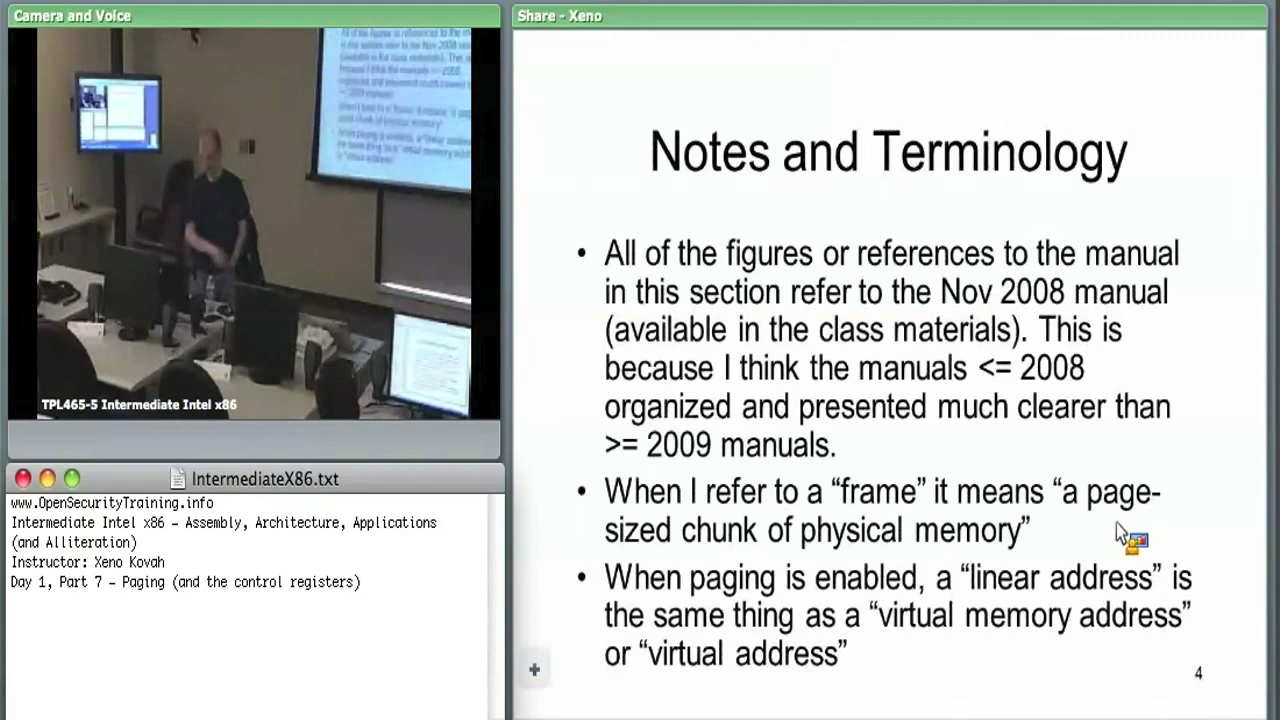 Camera and Voice
TPL465-5 Intermediate Intel x86
IntermediateX86.txt
www.OpenSecurityTraining.info
Intermediate Intel x86 – Assembly, Architecture, Applications
(and Alliteration)
Instructor: Xeno Kovah
Day 1, Part 7 – Paging (and the control registers)
Share - Xeno
Notes and Terminology
• All of the figures or references to the manual
in this section refer to the Nov 2008 manual
(available in the class materials). This is
because I think the manuals <= 2008
organized and presented much clearer than
>= 2009 manuals.
• When I refer to a “frame” it means “a page-
sized chunk of physical memory”
• When paging is enabled, a “linear address” is
the same thing as a “virtual memory address”
or “virtual address”
4